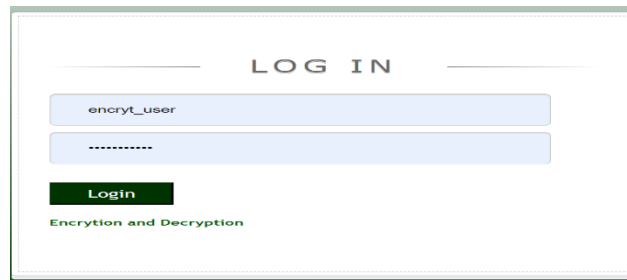 LOG IN
encryt_user
•••••••••••
Login
Encrytion and Decryption